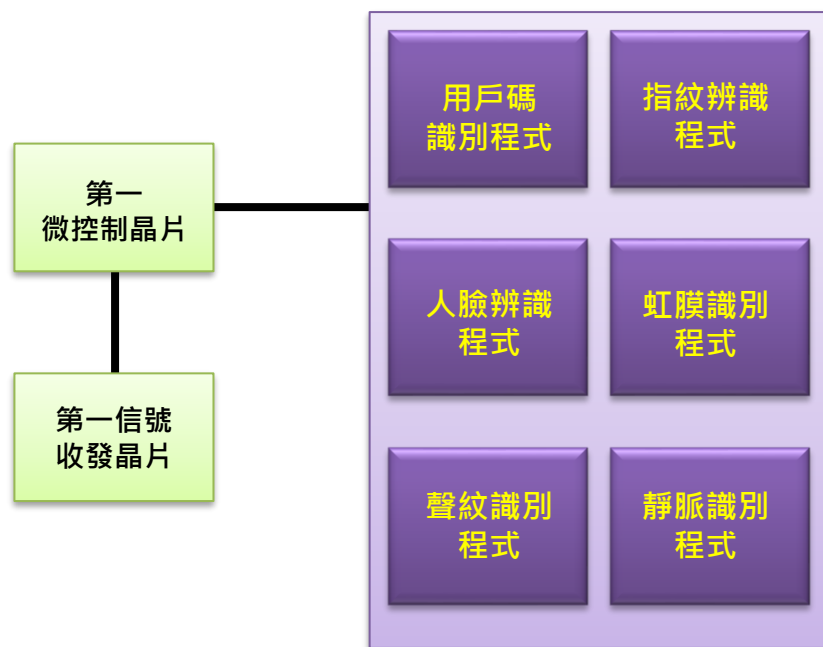 第一
微控制晶片
第一信號
收發晶片
用戶碼
識別程式
指紋辨識
程式
人臉辨識
程式
虹膜識別
程式
聲紋識別
程式
靜脈識別
程式